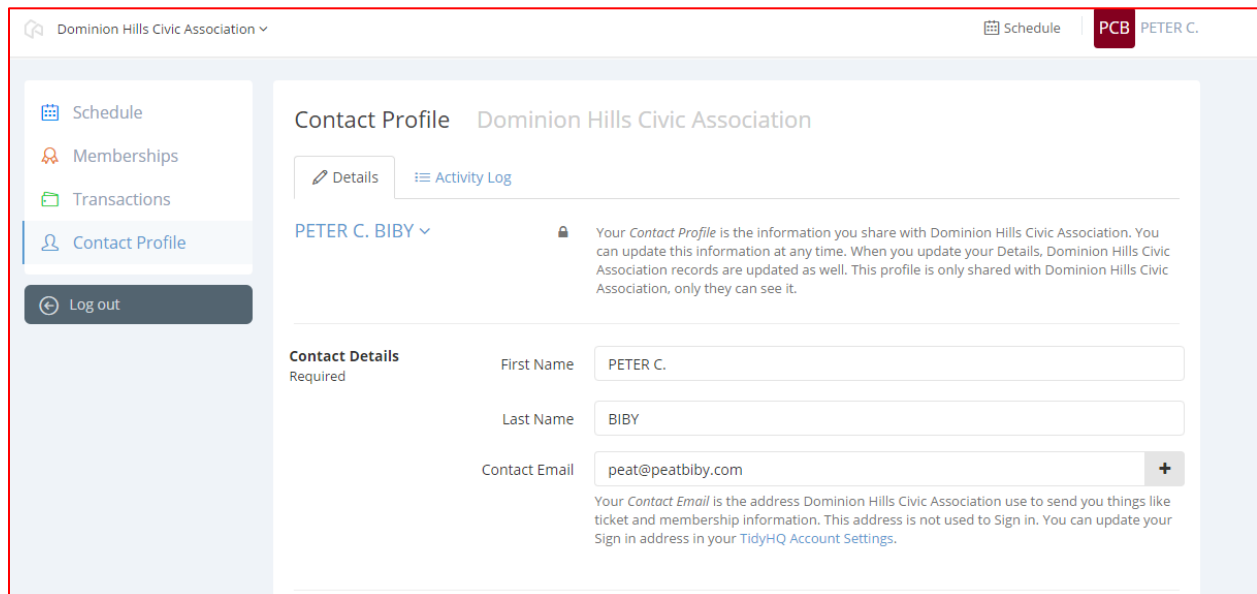 Dominion Hills Civic Association
Schedule
PCB PETER C.
Schedule
Memberships
Transactions
Contact Profile
Log out
Contact Profile Dominion Hills Civic Association
Details
Activity Log
PETER C. BIBY
Your Contact Profile is the information you share with Dominion Hills Civic Association. You
can update this information at any time. When you update your Details, Dominion Hills Civic
Association records are updated as well. This profile is only shared with Dominion Hills Civic
Association, only they can see it.
Contact Details
Required
First Name PETER C.
Last Name BIBY
Contact Email peat@peatbiby.com +
Your Contact Email is the address Dominion Hills Civic Association use to send you things like
ticket and membership information. This address is not used to Sign in. You can update your
Sign in address in your TidyHQ Account Settings.